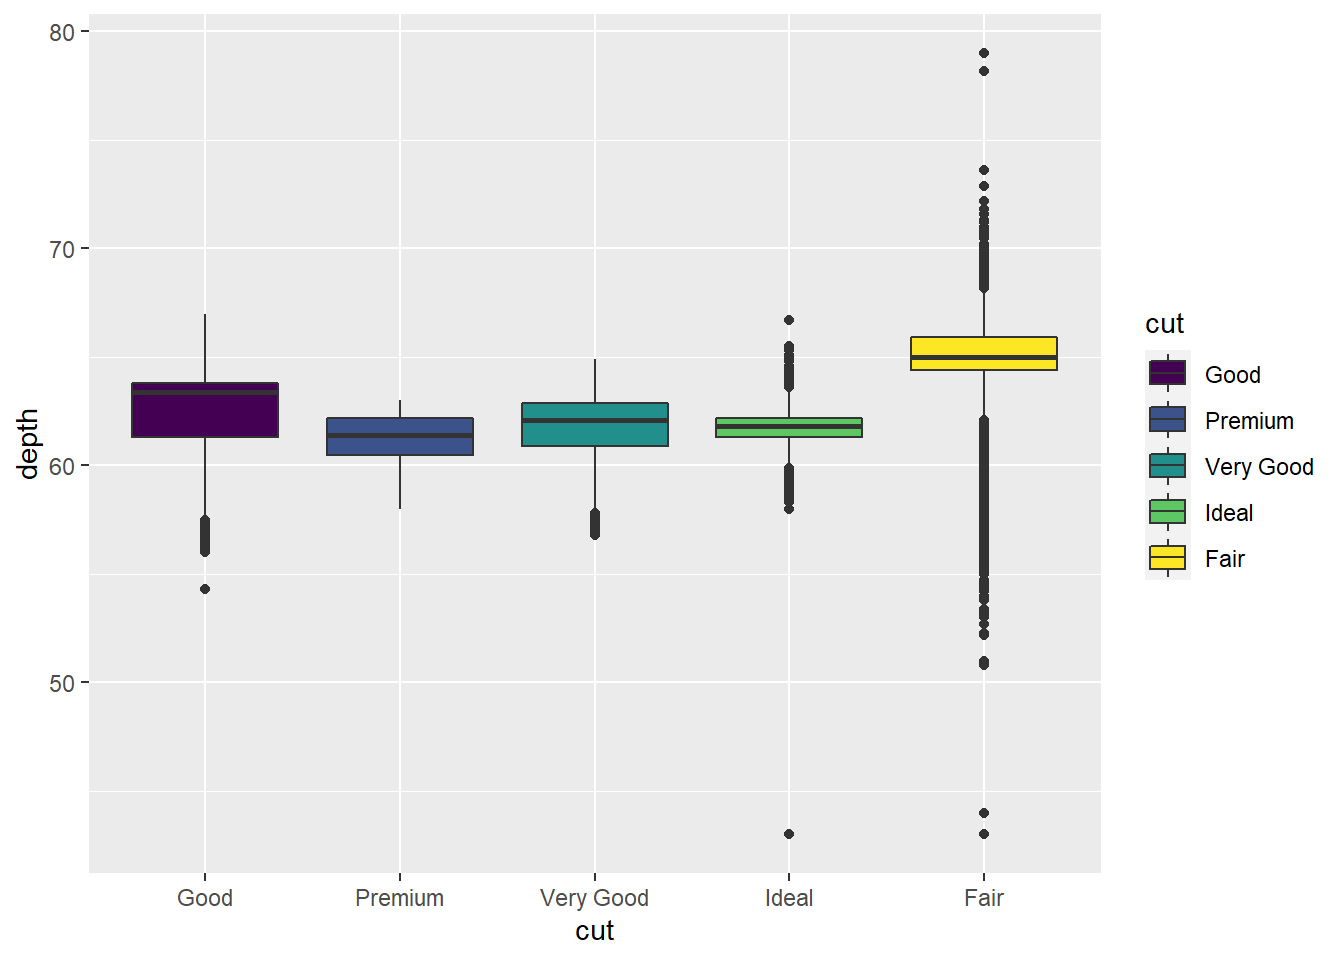 80
70
60
50
depth
Good Premium Very Good Ideal Fair
cut
cut
Good
Premium
Very Good
Ideal
Fair